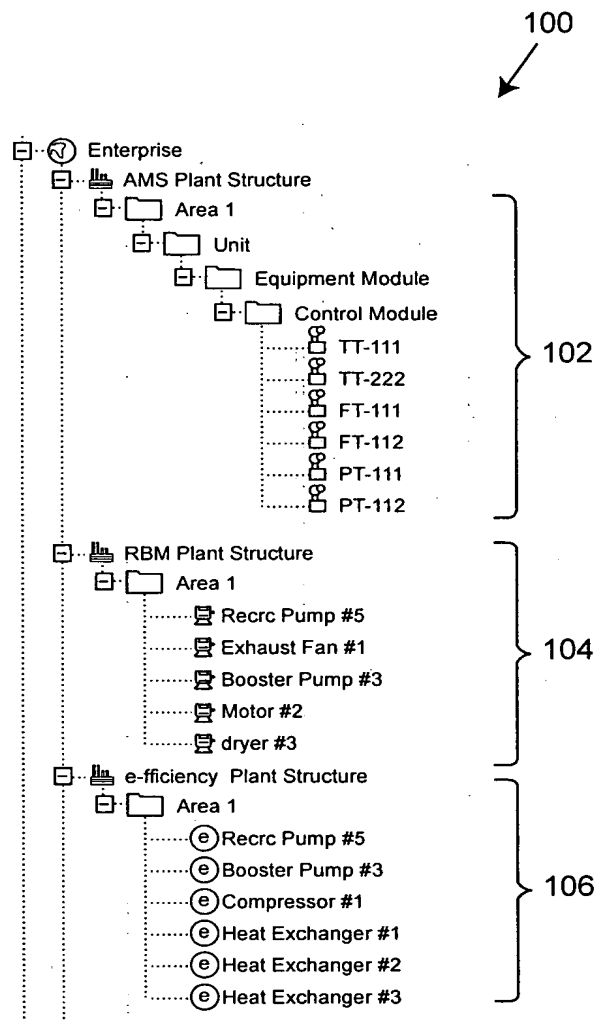 100
Enterprise
AMS Plant Structure
Area 1
Unit
Equipment Module
Control Module
TT-111
TT-222
FT-111
102
FT-112
PT-111
PT-112
RBM Plant Structure
Area 1
Recrc Pump #5
Exhaust Fan #1
104
Booster Pump #3
Motor #2
dryer #3
e-fficiency Plant Structure
Area 1
e Recrc Pump #5
e Booster Pump #3
e Compressor #1
106
e Heat Exchanger #1
e Heat Exchanger #2
e Heat Exchanger #3